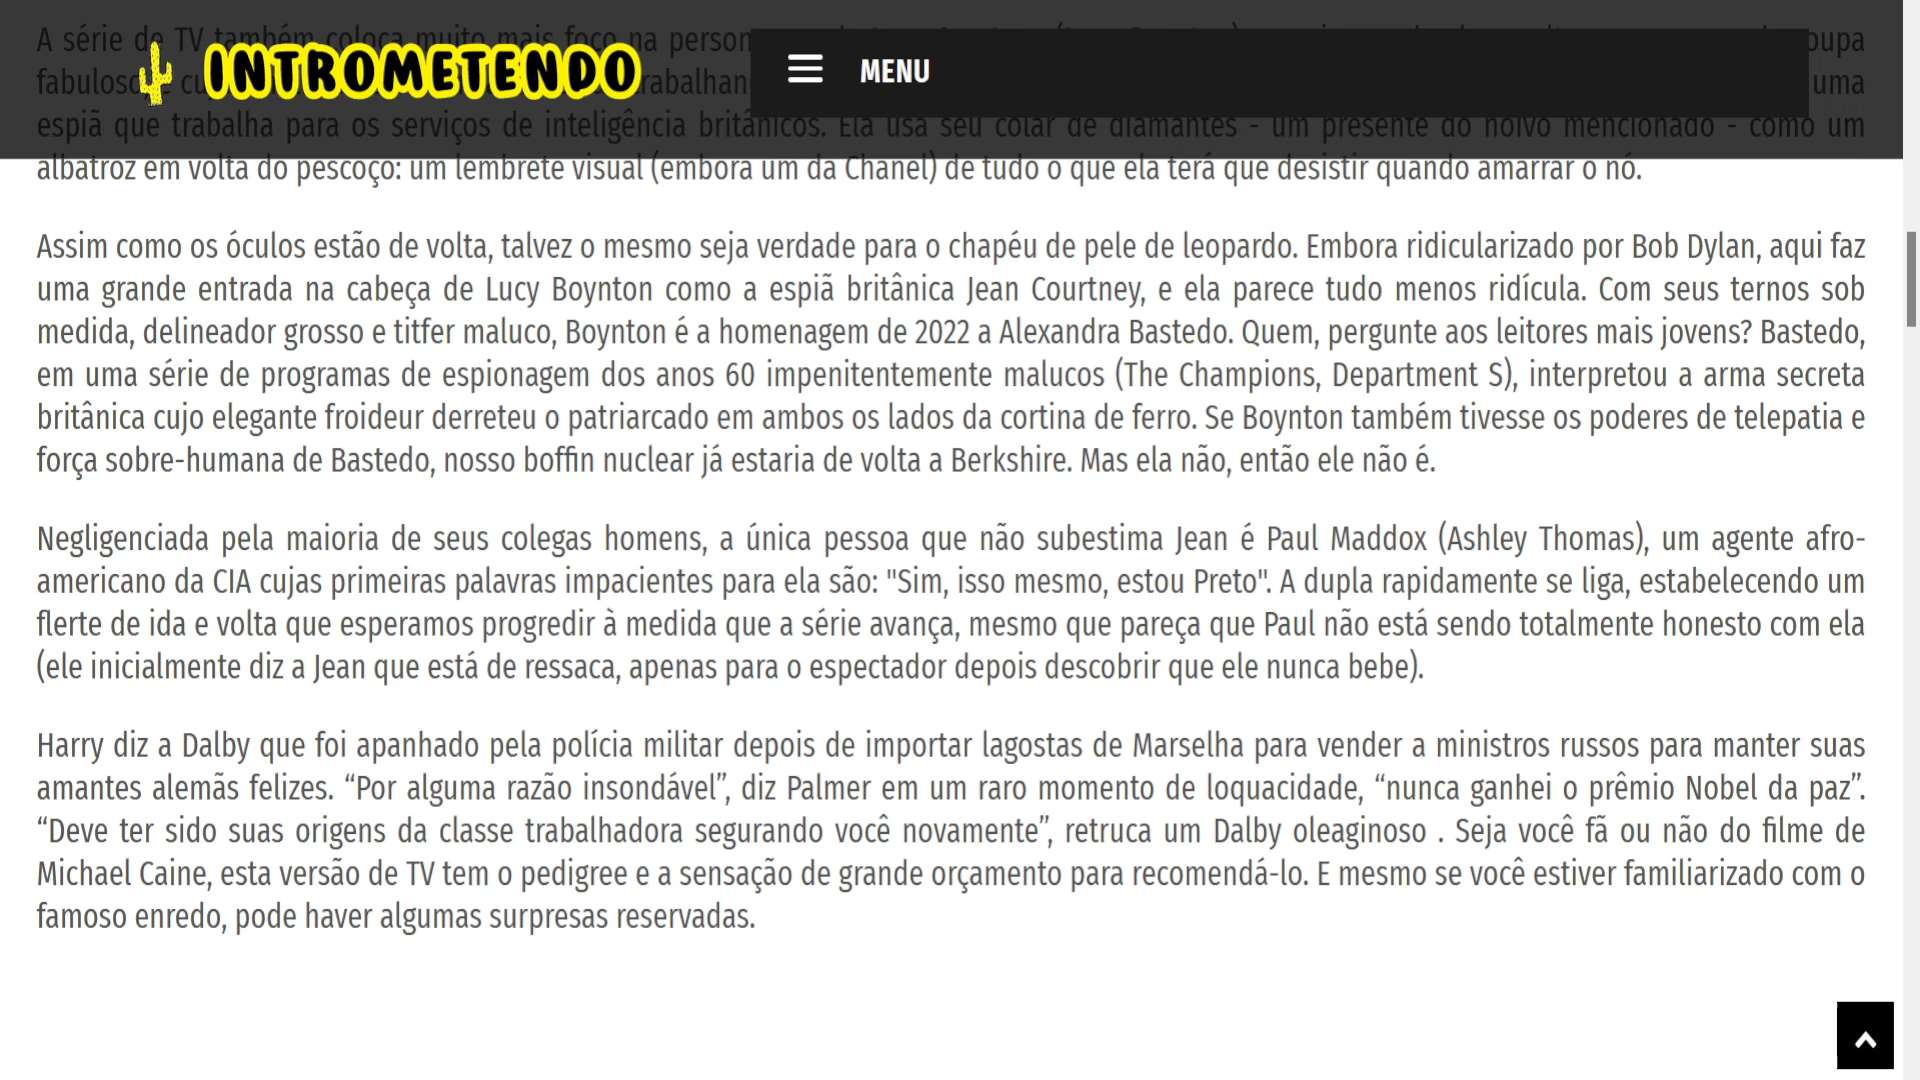 A série de TV também coloca muito mais foco na person oupa
fabuloso, e cu trabalhan uma
INTROMETENDO
MENU
espiã que trabalha para os serviços de inteligência britânicos. Ela usa seu colar de diamantes - um presente do noivo mencionado - como um
albatroz em volta do pescoço: um lembrete visual (embora um da Chanel) de tudo o que ela terá que desistir quando amarrar o nó.
Assim como os óculos estão de volta, talvez o mesmo seja verdade para o chapéu de pele de leopardo. Embora ridicularizado por Bob Dylan, aqui faz
uma grande entrada na cabeça de Lucy Boynton como a espiã britânica Jean Courtney, e ela parece tudo menos ridícula. Com seus ternos sob
medida, delineador grosso e titfer maluco, Boynton é a homenagem de 2022 a Alexandra Bastedo. Quem, pergunte aos leitores mais jovens? Bastedo,
em uma série de programas de espionagem dos anos 60 impenitentemente malucos (The Champions, Department S), interpretou a arma secreta
britânica cujo elegante froideur derreteu o patriarcado em ambos os lados da cortina de ferro. Se Boynton também tivesse os poderes de telepatia e
força sobre-humana de Bastedo, nosso boffin nuclear já estaria de volta a Berkshire. Mas ela não, então ele não é.
Negligenciada pela maioria de seus colegas homens, a única pessoa que não subestima Jean é Paul Maddox (Ashley Thomas), um agente afro-
americano da CIA cujas primeiras palavras impacientes para ela são: "Sim, isso mesmo, estou Preto". A dupla rapidamente se liga, estabelecendo um
flerte de ida e volta que esperamos progredir à medida que a série avança, mesmo que pareça que Paul não está sendo totalmente honesto com ela
(ele inicialmente diz a Jean que está de ressaca, apenas para o espectador depois descobrir que ele nunca bebe).
Harry diz a Dalby que foi apanhado pela polícia militar depois de importar lagostas de Marselha para vender a ministros russos para manter suas
amantes alemãs felizes. “Por alguma razão insondável”, diz Palmer em um raro momento de loquacidade, “nunca ganhei o prêmio Nobel da paz”.
“Deve ter sido suas origens da classe trabalhadora segurando você novamente”, retruca um Dalby oleaginoso . Seja você fã ou não do filme de
Michael Caine, esta versão de TV tem o pedigree e a sensação de grande orçamento para recomendá-lo. E mesmo se você estiver familiarizado com o
famoso enredo, pode haver algumas surpresas reservadas.